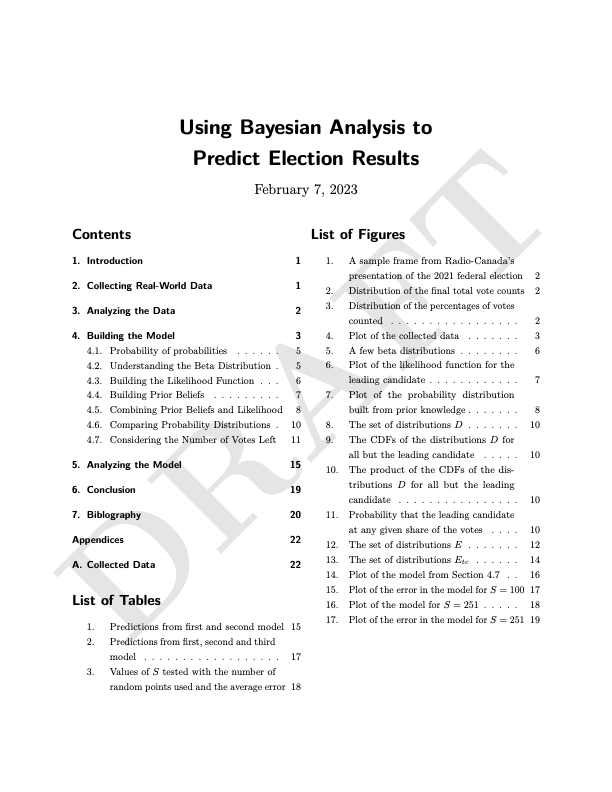 Using Bayesian Analysis to
Predict Election Results
February 7, 2023
Contents
1. Introduction 1
2. Collecting Real-World Data 1
3. Analyzing the Data 2
4. Building the Model 3
4.1. Probability of probabilities . . . . . . 5
4.2. Understanding the Beta Distribution . 5
4.3. Building the Likelihood Function . . . 6
4.4. Building Prior Beliefs . . . . . . . . . 7
4.5. Combining Prior Beliefs and Likelihood 8
4.6. Comparing Probability Distributions . 10
4.7. Considering the Number of Votes Left 11
5. Analyzing the Model 15
6. Conclusion 19
7. Biblography 20
Appendices 22
A. Collected Data 22
List of Tables
1. Predictions from first and second model 15
2. Predictions from first, second and third
model . . . . . . . . . . . . . . . . . . 17
3. Values of S tested with the number of
random points used and the average error 18
List of Figures
1. A sample frame from Radio-Canada's
presentation of the 2021 federal election 2
2. Distribution of the final total vote counts 2
3. Distribution of the percentages of votes
counted . . . . . . . . . . . . . . . . . 2
4. Plot of the collected data . . . . . . . 3
5. A few beta distributions . . . . . . . . 6
6. Plot of the likelihood function for the
leading candidate . . . . . . . . . . . . 7
7. Plot of the probability distribution
built from prior knowledge . . . . . . . 8
8. The set of distributions D . . . . . . . 10
9. The CDFs of the distributions D for
all but the leading candidate . . . . . 10
10. The product of the CDFs of the dis-
tributions D for all but the leading
candidate . . . . . . . . . . . . . . . . 10
11. Probability that the leading candidate
at any given share of the votes . . . . 10
12. The set of distributions E . . . . . . . 12
13. The set of distributions Etc . . . . . . 14
14. Plot of the model from Section 4.7 . . 16
15. Plot of the error in the model for S = 100 17
16. Plot of the model for S = 251 . . . . . 18
17. Plot of the error in the model for S = 251 19
DRAFT